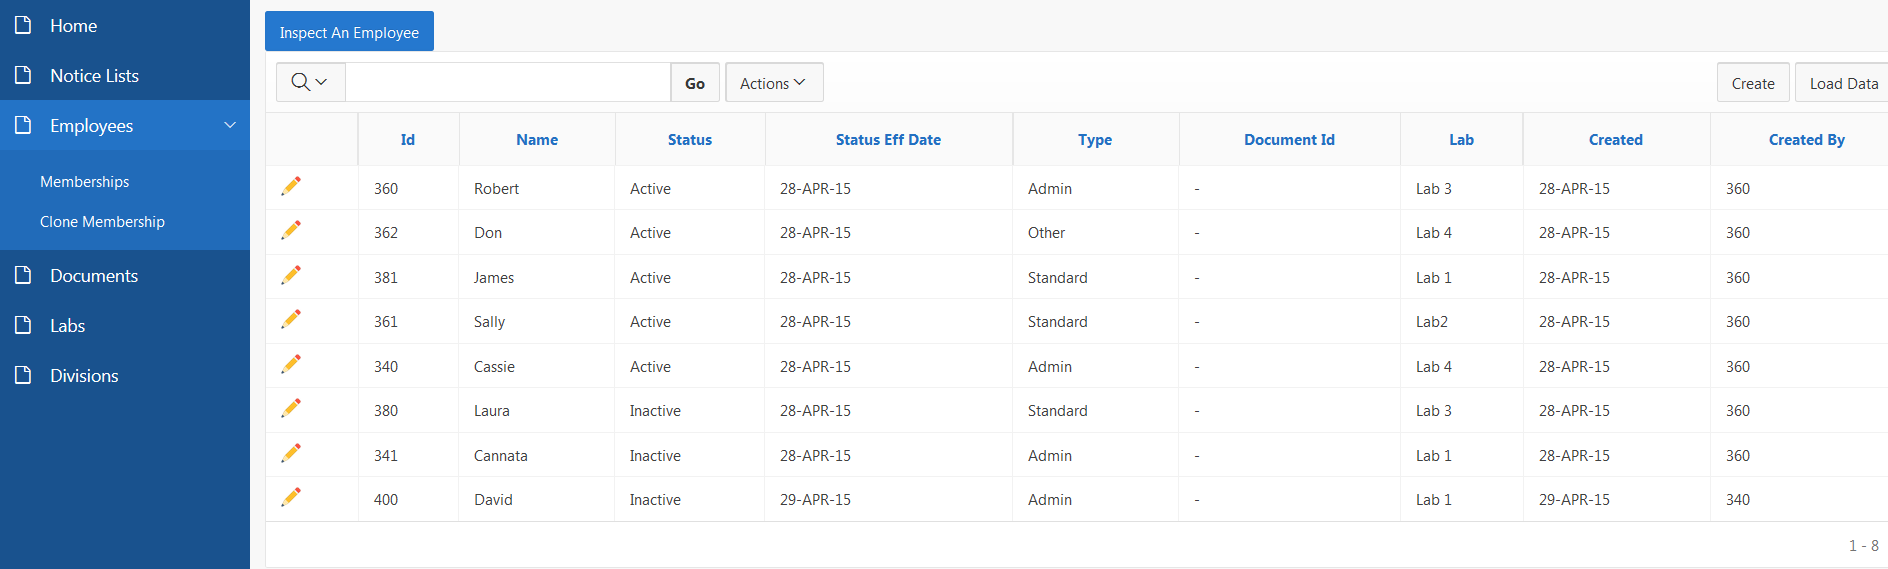 Home
Notice Lists
Employees
Memberships
Clone Membership
Documents
Labs
Divisions
Inspect An Employee
Go Actions Create Load Data
Id Name Status Status Eff Date Type Document Id Lab Created Created By
360 Robert Active 28-APR-15 Admin - Lab 3 28-APR-15 360
362 Don Active 28-APR-15 Other - Lab 4 28-APR-15 360
381 James Active 28-APR-15 Standard - Lab 1 28-APR-15 360
361 Sally Active 28-APR-15 Standard - Lab2 28-APR-15 360
340 Cassie Active 28-APR-15 Admin - Lab 4 28-APR-15 360
380 Laura Inactive 28-APR-15 Standard - Lab 3 28-APR-15 360
341 Cannata Inactive 28-APR-15 Admin - Lab 1 28-APR-15 360
400 David Inactive 29-APR-15 Admin - Lab 1 29-APR-15 340
1 - 8